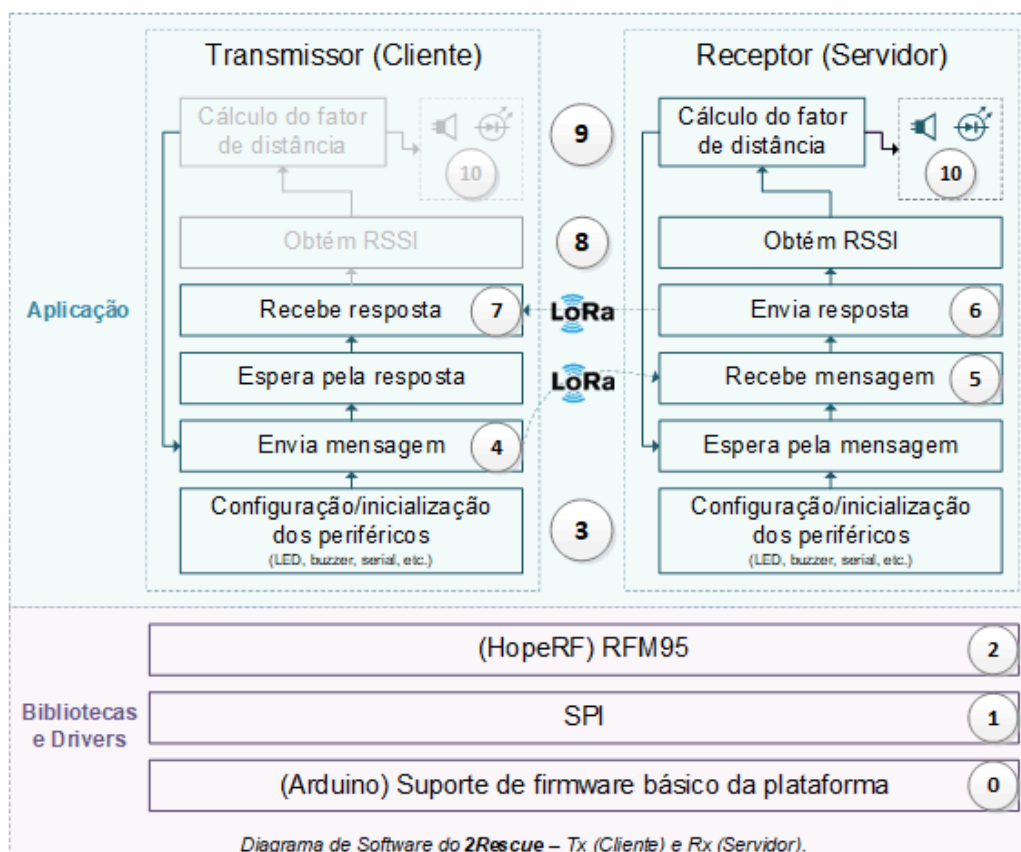 Transmissor (Cliente)
Cálculo do fator
de distância
10
Obtém RSSI
Recebe resposta
7
Espera pela resposta
Envia mensagem
4
Configuração/inicialização
dos periféricos
(LED, buzzer, serial, etc.)
9
8
LoRa
LoRa
3
Receptor (Servidor)
Cálculo do fator
de distância
10
Obtém RSSI
Envia resposta
6
Recebe mensagem
5
Espera pela mensagem
Configuração/inicialização
dos periféricos
(LED, buzzer, serial, etc.)
Aplicação
Bibliotecas
e Drivers
(HopeRF) RFM95
2
SPI
1
(Arduino) Suporte de firmware básico da plataforma
0
Diagrama de Software do 2Rescue – Tx (Cliente) e Rx (Servidor).